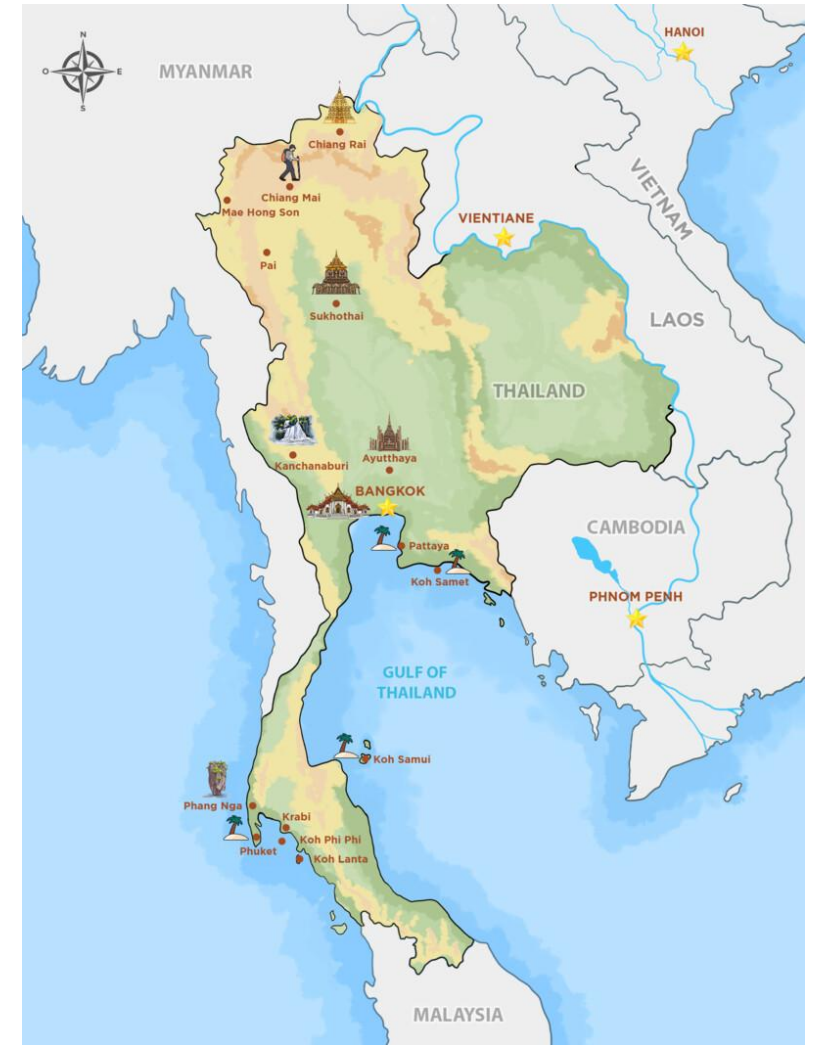 HANOI
N
O
E
S
MYANMAR
Chiang Rai
Chiang Mai
Mae Hong Son
VIETNAM
VIENTIANE
Pai
Sukhothai
LAOS
THAILAND
Ayutthaya
Kanchanaburi
BANGKOK
CAMBODIA
Pattaya
Koh Samet
PHNOM PENH
GULF OF
THAILAND
Koh Samui
Phang Nga
Krabi
Koh Phi Phi
Phuket
Koh Lanta
MALAYSIA